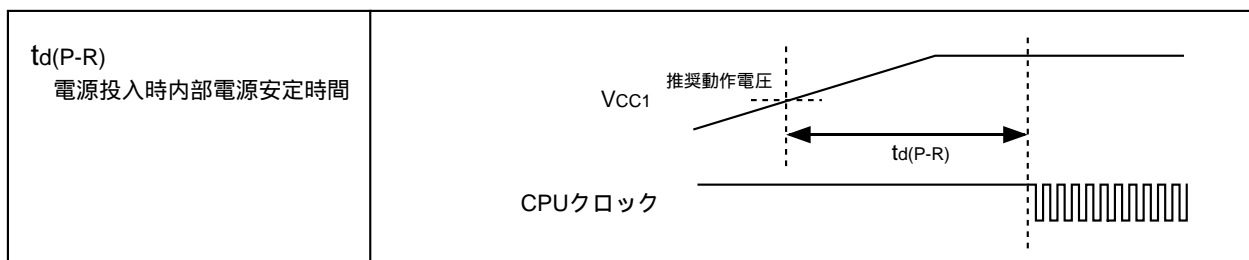 td(P-R)
電源投入時内部電源安定時間
推奨動作電圧
VCC1
td(P-R)
CPUクロック